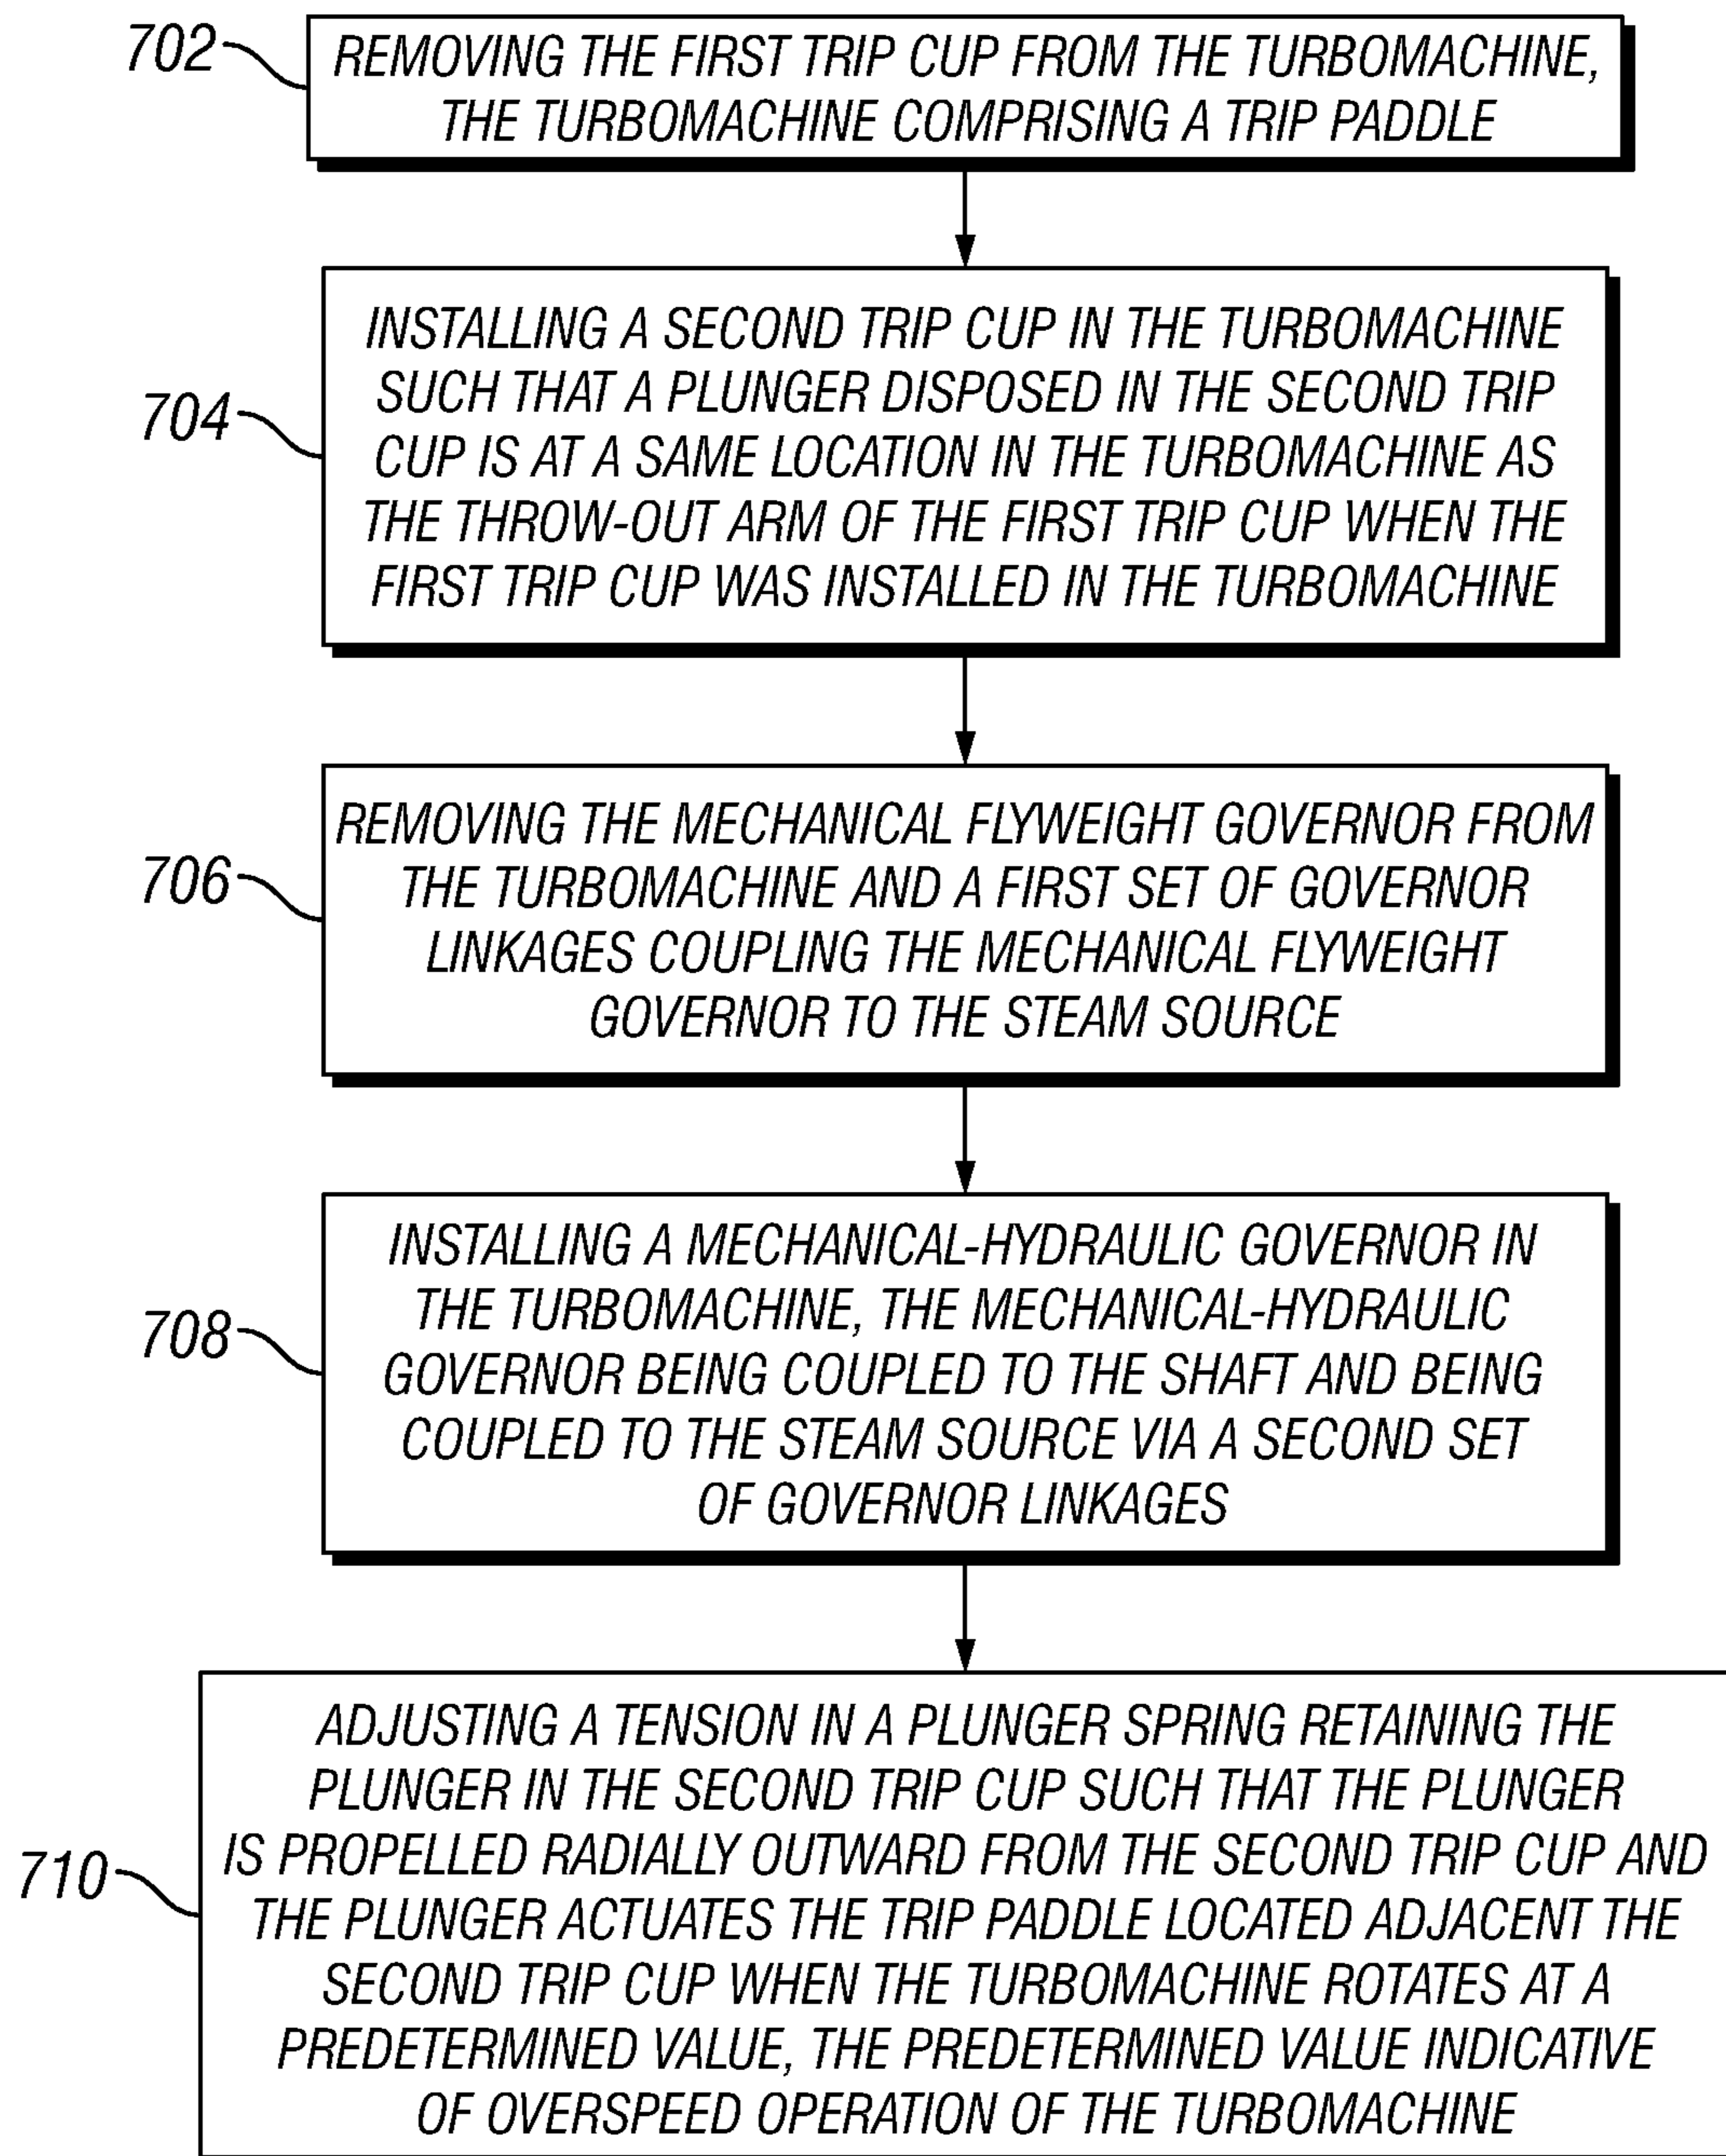 702
REMOVING THE FIRST TRIP CUP FROM THE TURBOMACHINE,
THE TURBOMACHINE COMPRISING A TRIP PADDLE
704
INSTALLING A SECOND TRIP CUP IN THE TURBOMACHINE
SUCH THAT A PLUNGER DISPOSED IN THE SECOND TRIP
CUP IS AT A SAME LOCATION IN THE TURBOMACHINE AS
THE THROW-OUT ARM OF THE FIRST TRIP CUP WHEN THE
FIRST TRIP CUP WAS INSTALLED IN THE TURBOMACHINE
706
REMOVING THE MECHANICAL FLYWEIGHT GOVERNOR FROM
THE TURBOMACHINE AND A FIRST SET OF GOVERNOR
LINKAGES COUPLING THE MECHANICAL FLYWEIGHT
GOVERNOR TO THE STEAM SOURCE
708
INSTALLING A MECHANICAL-HYDRAULIC GOVERNOR IN
THE TURBOMACHINE, THE MECHANICAL-HYDRAULIC
GOVERNOR BEING COUPLED TO THE SHAFT AND BEING
COUPLED TO THE STEAM SOURCE VIA A SECOND SET
OF GOVERNOR LINKAGES
710
ADJUSTING A TENSION IN A PLUNGER SPRING RETAINING THE
PLUNGER IN THE SECOND TRIP CUP SUCH THAT THE PLUNGER
IS PROPELLED RADIALLY OUTWARD FROM THE SECOND TRIP CUP AND
THE PLUNGER ACTUATES THE TRIP PADDLE LOCATED ADJACENT THE
SECOND TRIP CUP WHEN THE TURBOMACHINE ROTATES AT A
PREDETERMINED VALUE, THE PREDETERMINED VALUE INDICATIVE
OF OVERSPEED OPERATION OF THE TURBOMACHINE